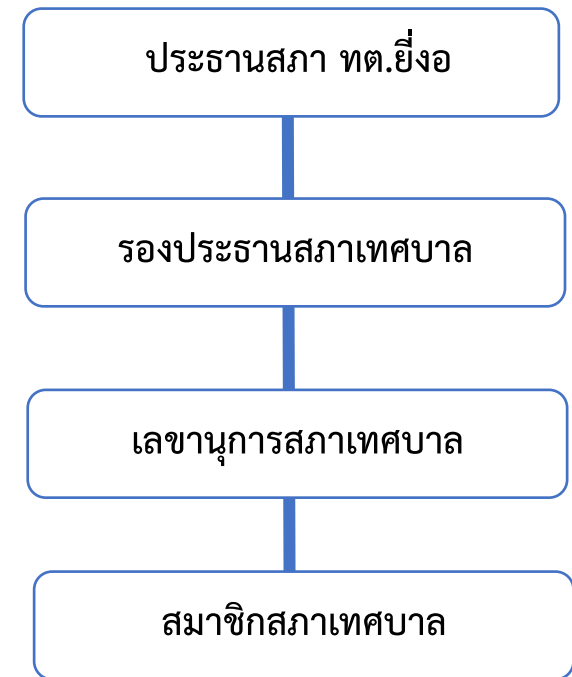 ประธานสภา ทต.ยี่งอ
รองประธานสภาเทศบาล
เลขานุการสภาเทศบาล
สมาชิกสภาเทศบาล